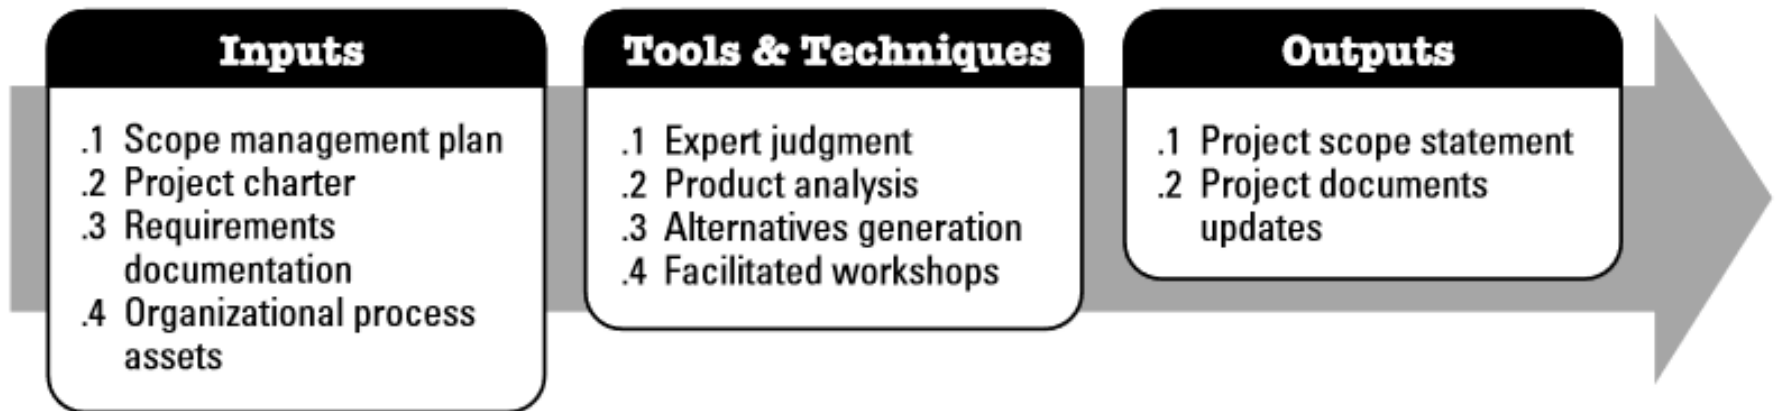 Inputs
.1 Scope management plan
.2 Project charter
.3 Requirements
documentation
.4 Organizational process
assets
Tools & Techniques
.1 Expert judgment
.2 Product analysis
.3 Alternatives generation
.4 Facilitated workshops
Outputs
.1 Project scope statement
.2 Project documents
updates